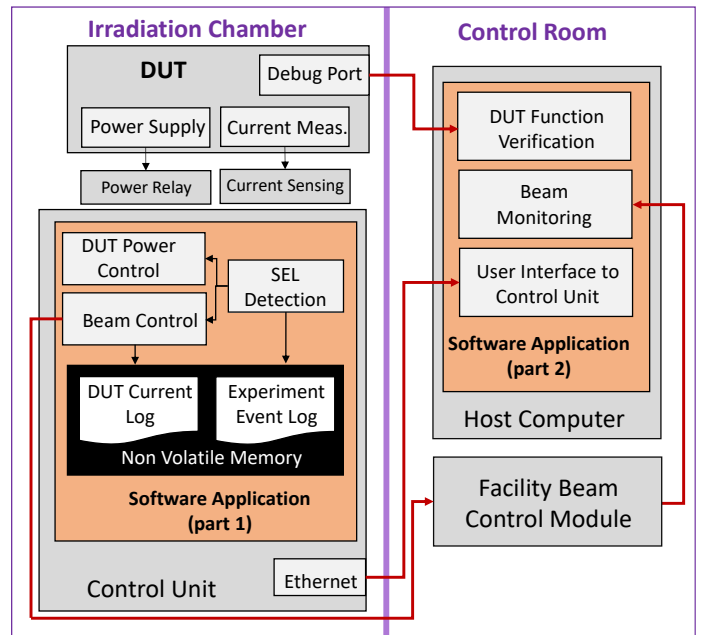 Irradiation Chamber
DUT
Debug Port
Power Supply
Current Meas.
Power Relay
Current Sensing
DUT Power
Control
SEL
Detection
Beam Control
DUT Current
Log
Experiment
Event Log
Non Volatile Memory
Software Application
(part 1)
Ethernet
Control Unit
Control Room
DUT Function
Verification
Beam
Monitoring
User Interface to
Control Unit
Software Application
(part 2)
Host Computer
Facility Beam
Control Module